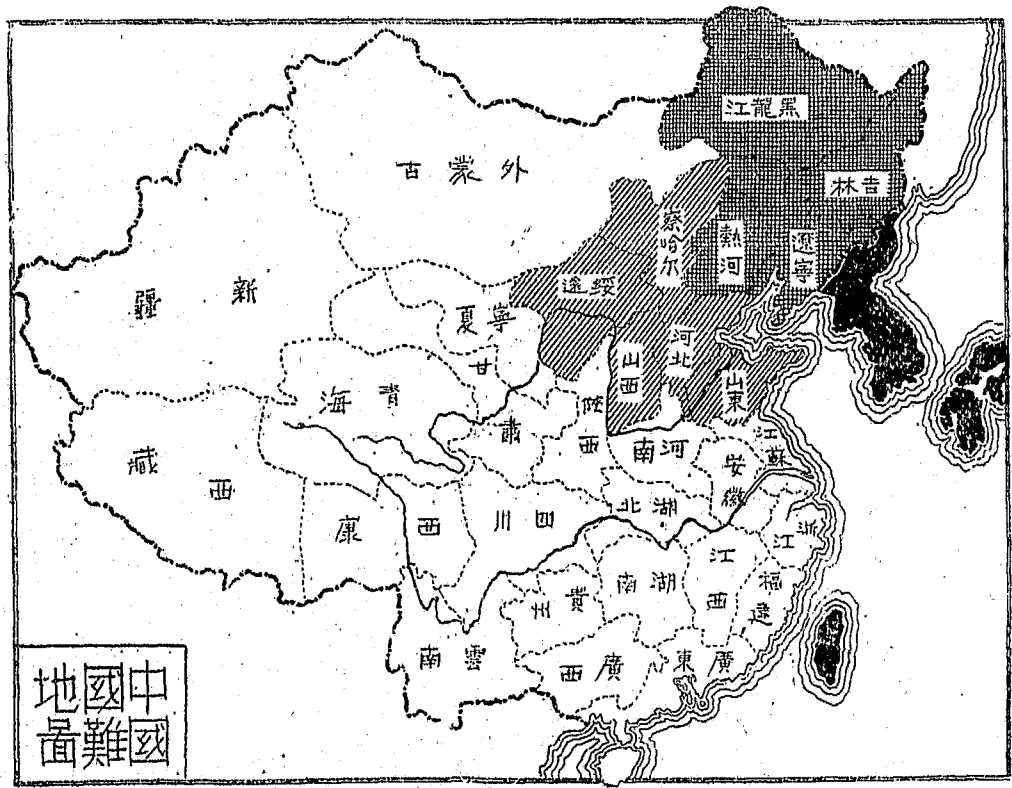 黑龍江
外蒙古
吉林
察哈尔
熱河
遼寧
綏遠
新疆
寧夏
甘肅
青海
山西
河北
山東
陝西
河南
江蘇
安徽
西藏
西康
四川
湖北
浙江
江西
湖南
福建
貴州
雲南
廣西
廣東
中國
國難
地圖